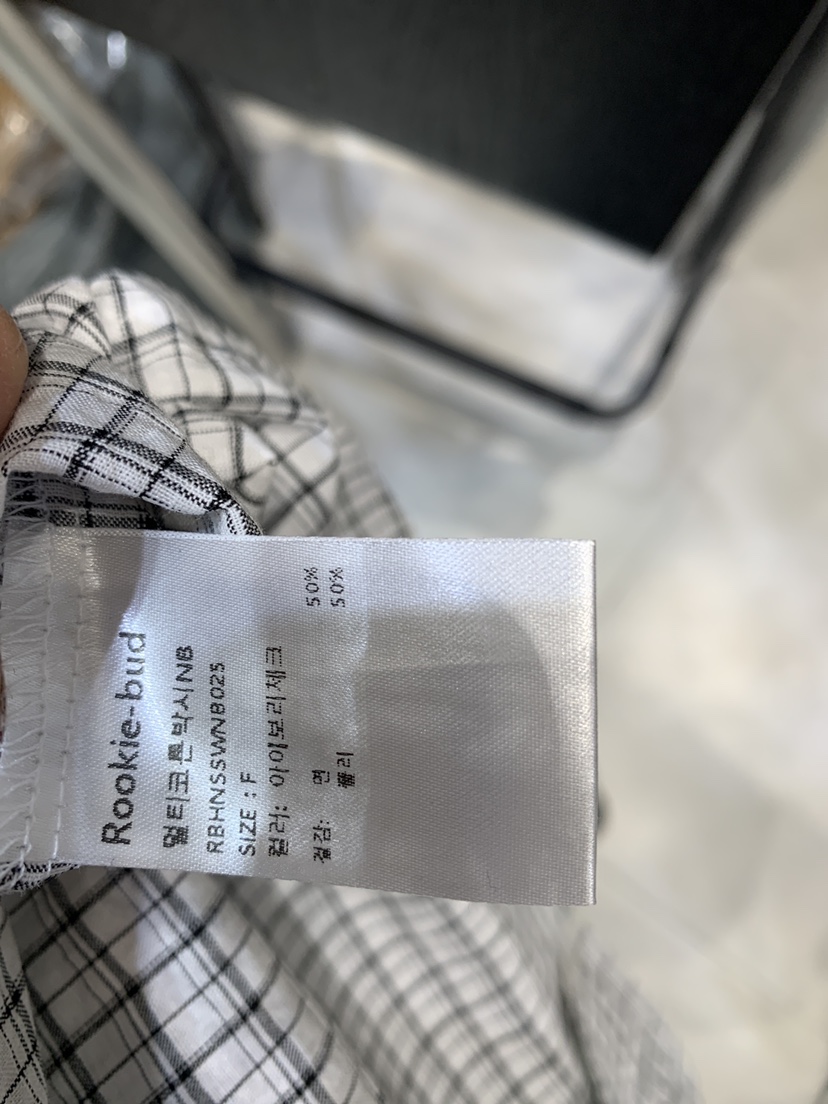 Rookie-bud
멀티코튼박시NB
RBHNSSWNB025
SIZE : F
컬러: 아이보리체크
겉감: 면 50%
폴리 50%